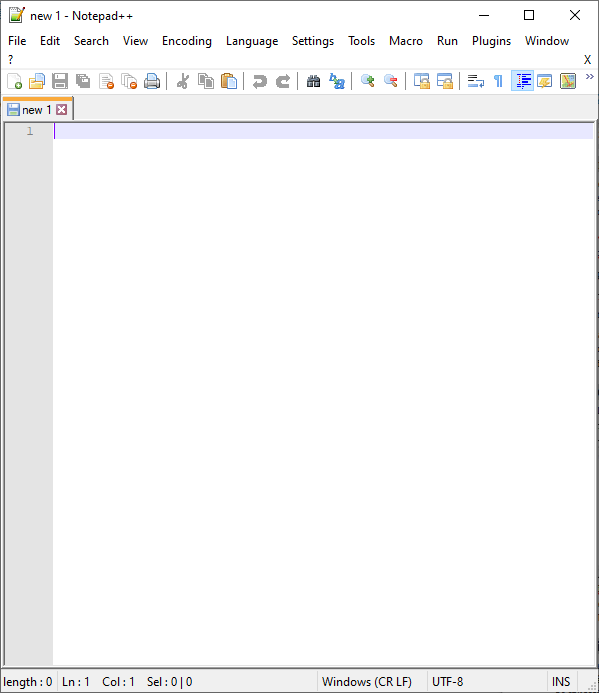 new 1 - Notepad++
File Edit Search View Encoding Language Settings Tools Macro Run Plugins Window
? X
new 1
1
length : 0 Ln : 1 Col : 1 Sel : 0 | 0 Windows (CR LF) UTF-8 INS